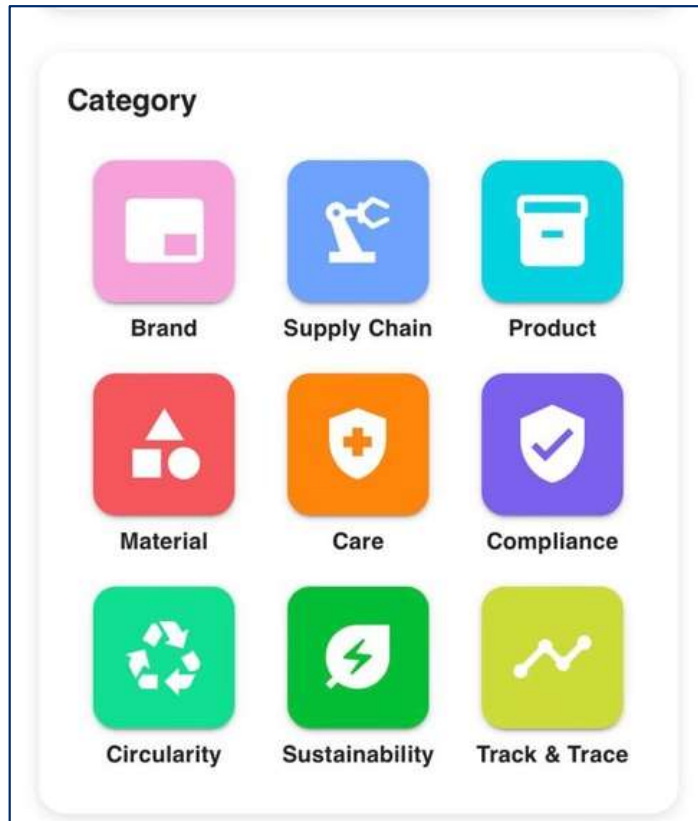 Category
Brand
Supply Chain
Product
Material
Care
Compliance
Circularity
Sustainability
Track & Trace